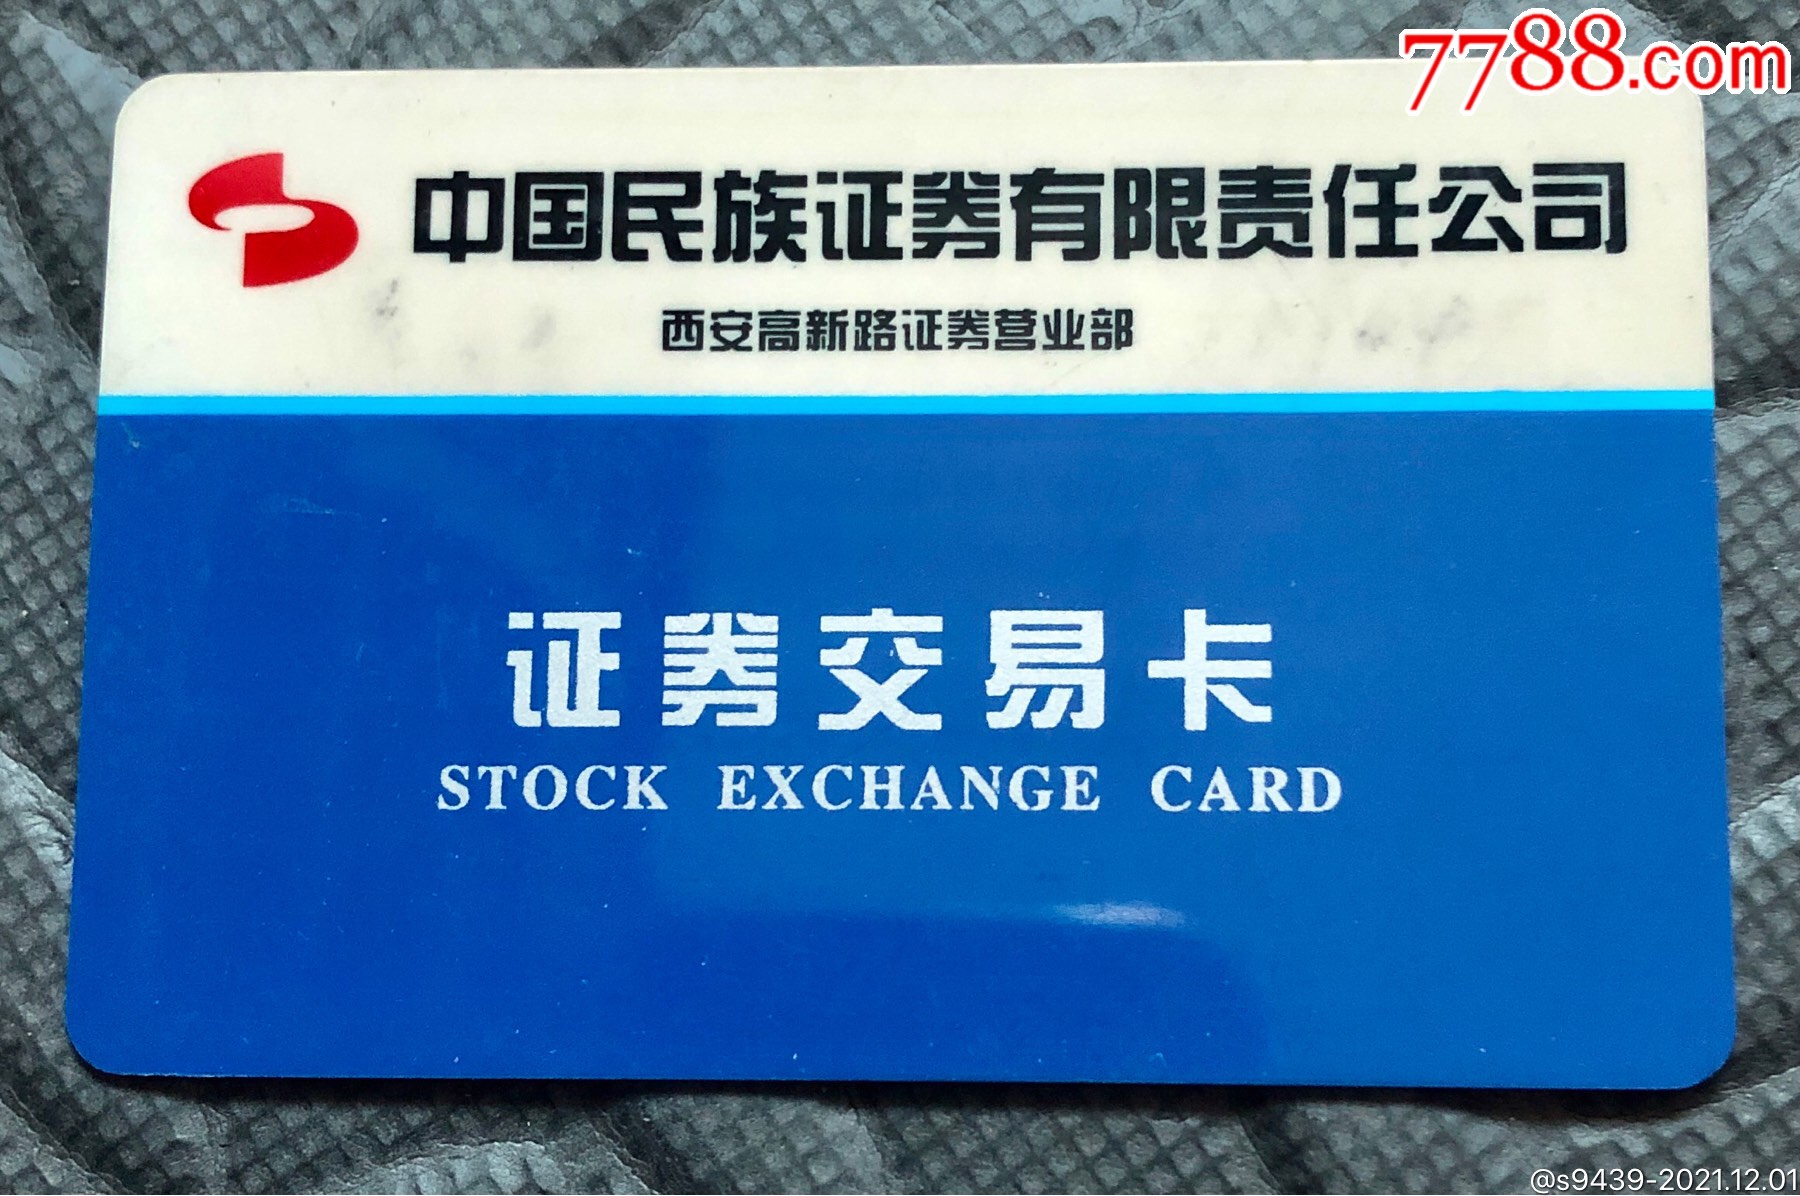 7788.com
中国民族证券有限责任公司
西安高新路证券营业部
证券交易卡
STOCK EXCHANGE CARD
@s9439-2021.12.01